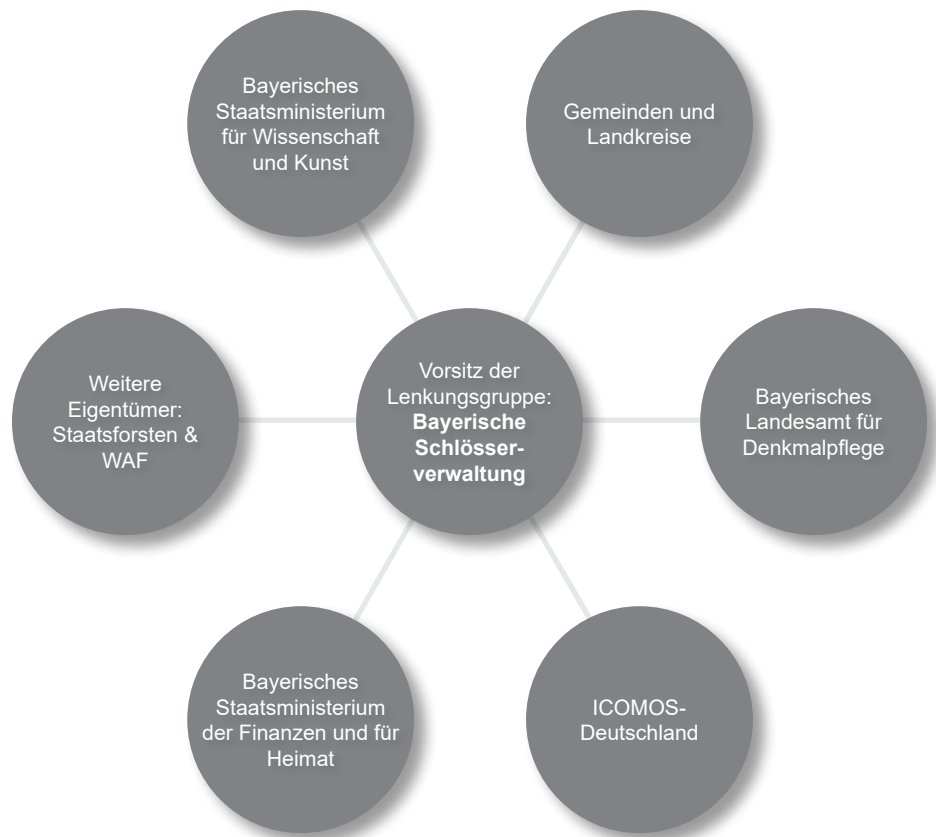 Bayerisches
Staatsministerium
für Wissenschaft
und Kunst
Gemeinden und
Landkreise
Weitere
Eigentümer:
Staatsforsten &
WAF
Vorsitz der
Lenkungsgruppe:
Bayerische
Schlösser-
verwaltung
Bayerisches
Landesamt für
Denkmalpflege
Bayerisches
Staatsministerium
der Finanzen und für
Heimat
ICOMOS-
Deutschland